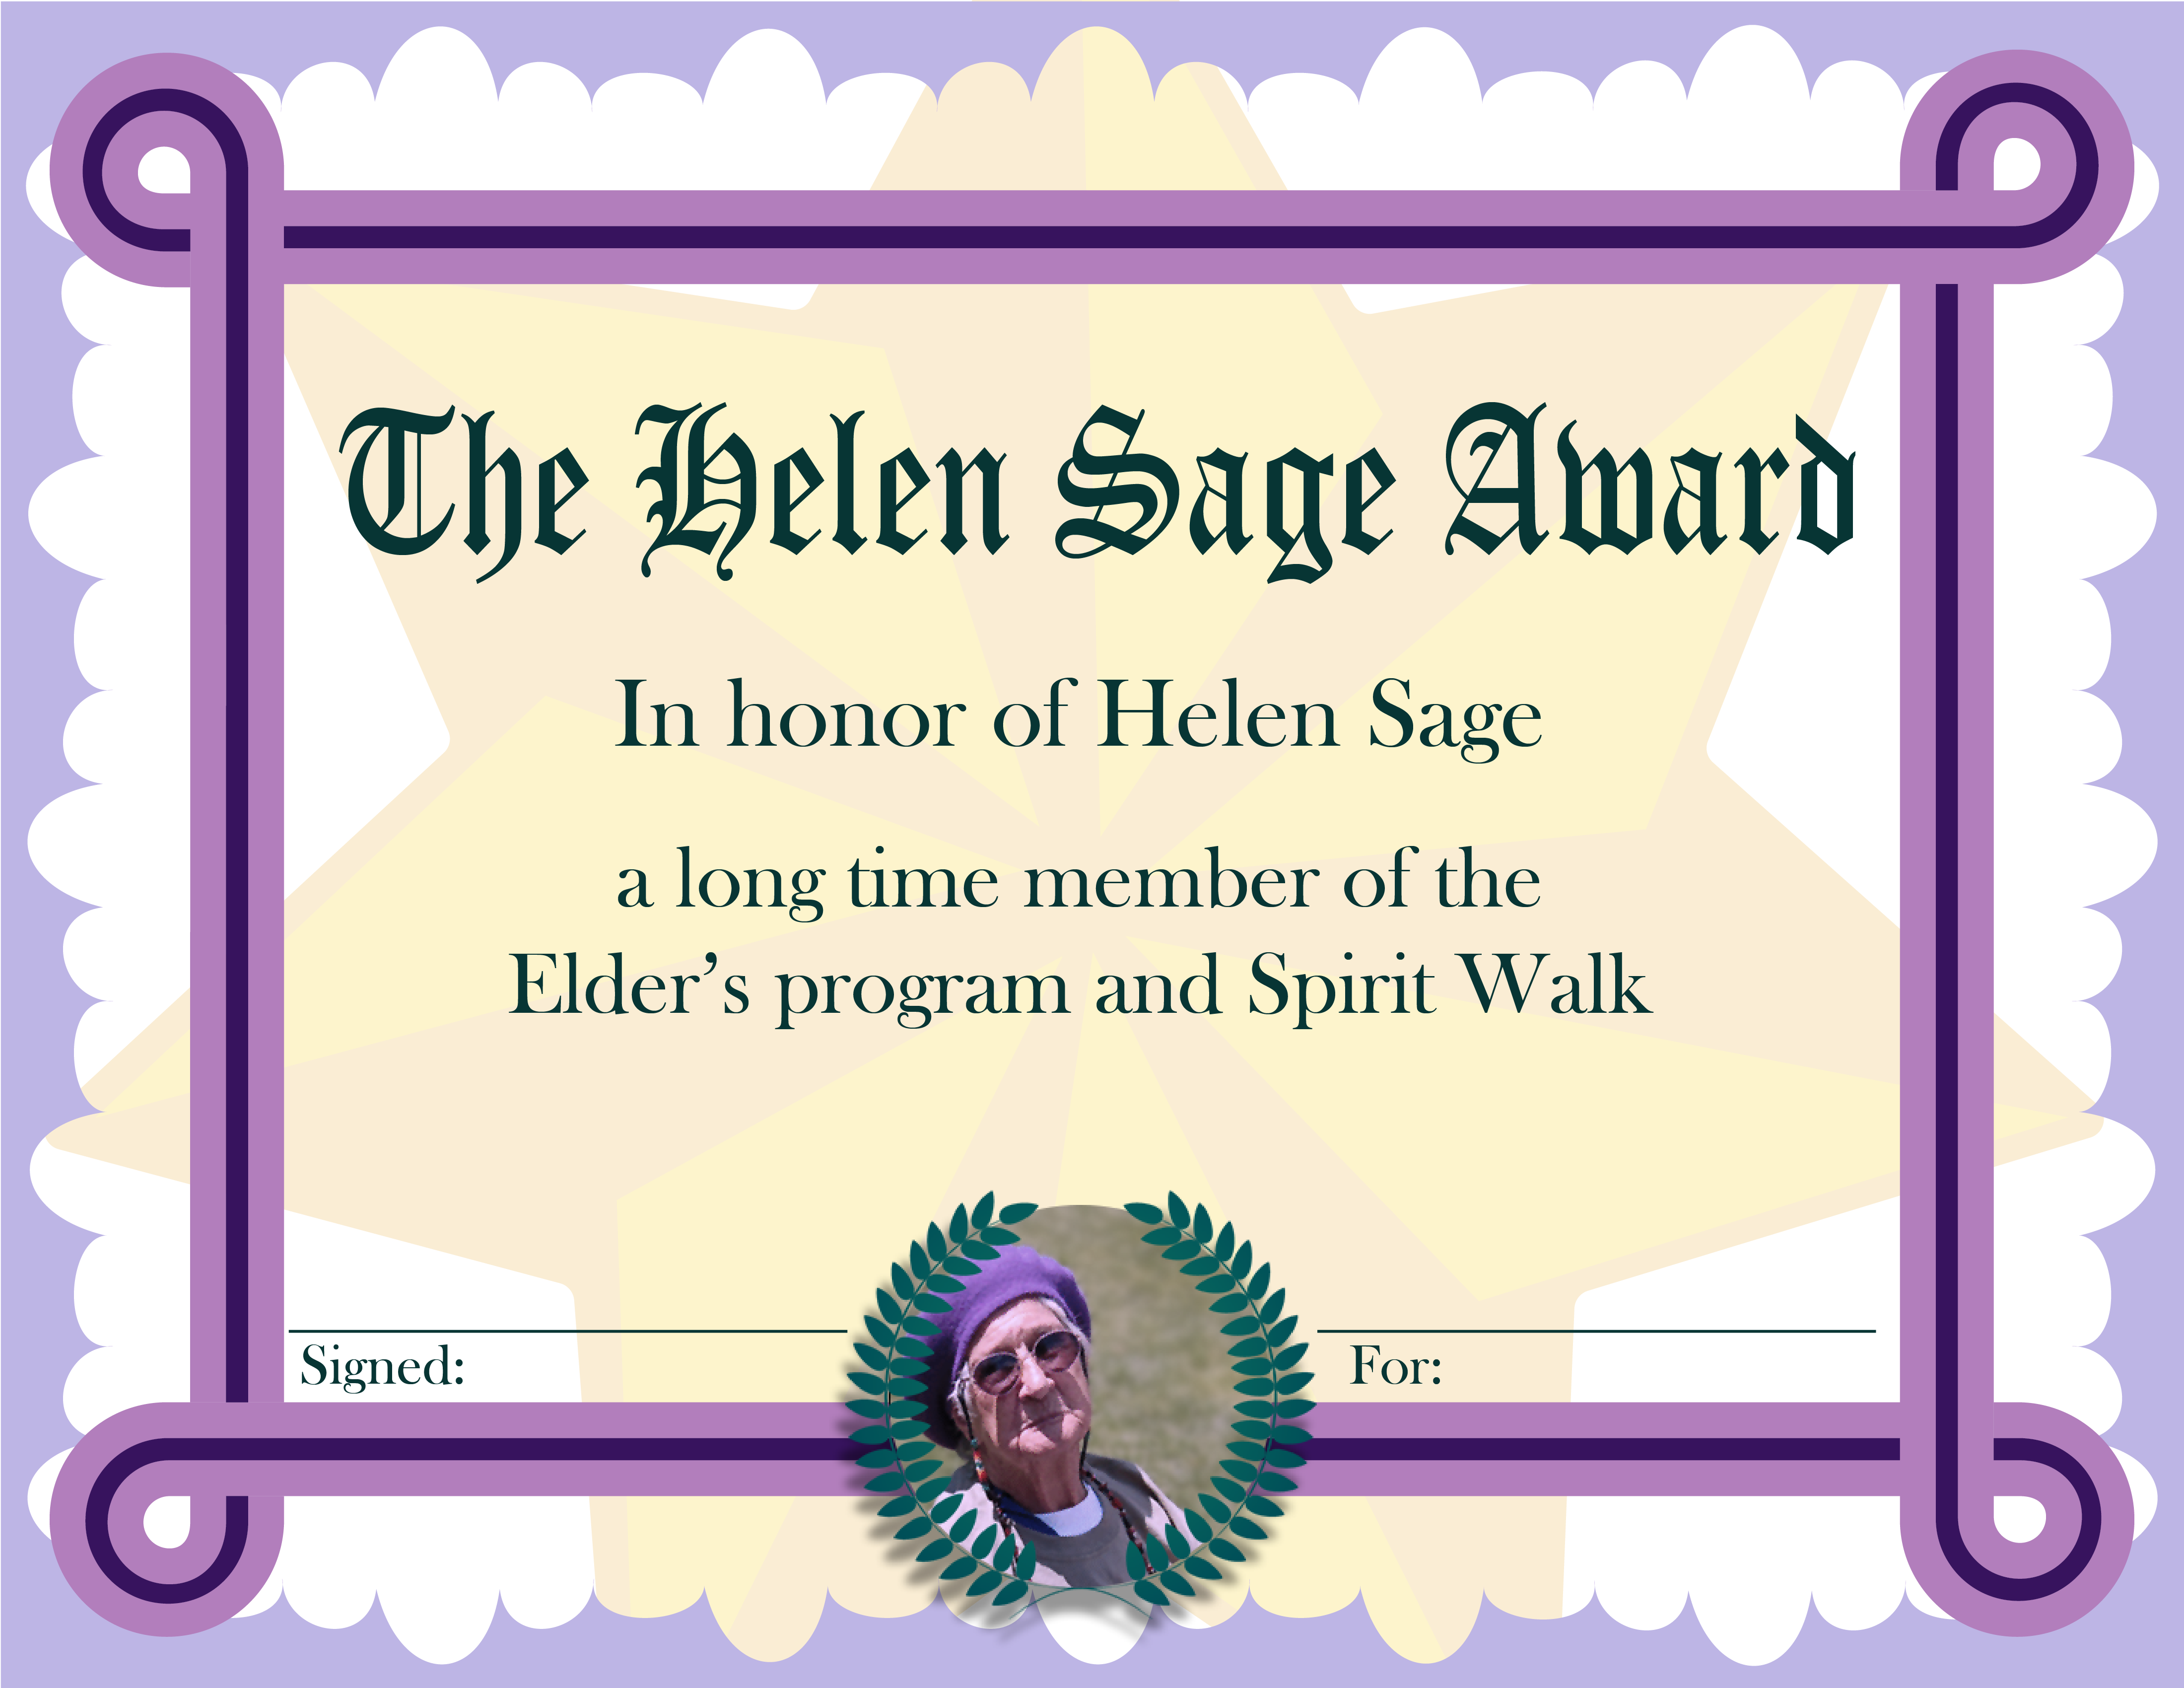 The Helen Sage Award
In honor of Helen Sage
a long time member of the
Elder’s program and Spirit Walk
Signed:
For: